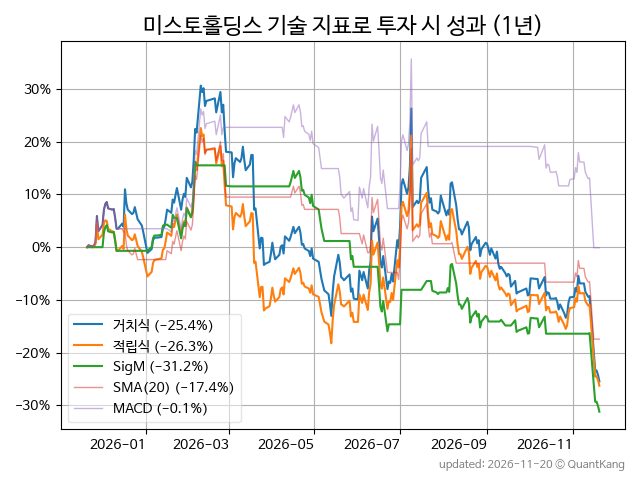 미스토홀딩스 기술 지표로 투자 시 성과 (1년)
30%
20%
10%
0%
−10%
−20%
−30%
거치식 (−25.4%)
적립식 (−26.3%)
SigM (−31.2%)
SMA(20) (−17.4%)
MACD (−0.1%)
2026-01 2026-03 2026-05 2026-07 2026-09 2026-11
updated: 2026-11-20 © QuantKang